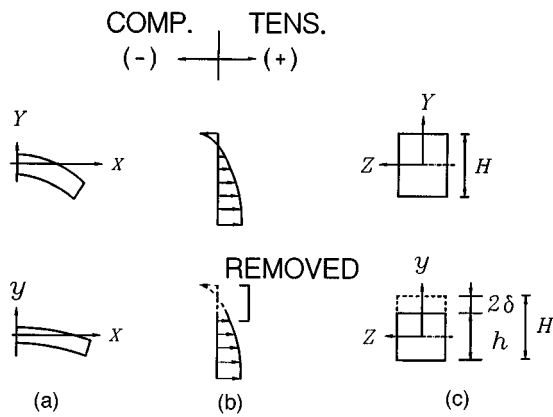 COMP. TENS.
(-) (+)
Y
X
Y
Z
H
REMOVED
y
X
y
Z
2δ
h
H
(a) (b) (c)